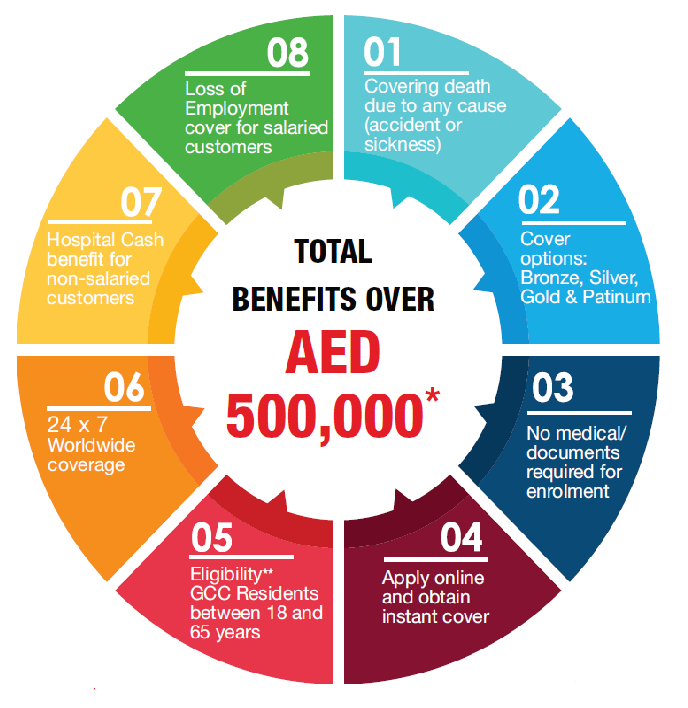 TOTAL
BENEFITS OVER
AED
500,000*
01
Covering death
due to any cause
(accident or
sickness)
02
Cover
options:
Bronze, Silver,
Gold & Patinum
03
No medical/
documents
required for
enrolment
04
Apply online
and obtain
instant cover
05
Eligibility**
GCC Residents
between 18 and
65 years
06
24 x 7
Worldwide
coverage
07
Hospital Cash
benefit for
non-salaried
customers
08
Loss of
Employment
cover for salaried
customers